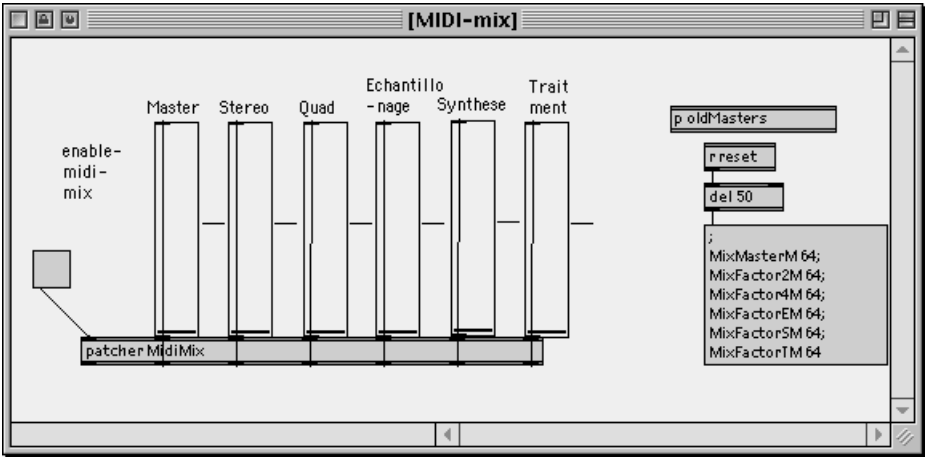 [MIDI-mix]
Echantillo
-nage
Trait
ment
Master
Stereo
Quad
Synthese
enable-
midi-
mix
p oldMasters
r reset
del 50
;
MixMasterM 64;
MixFactor2M 64;
MixFactor4M 64;
MixFactorEM 64;
MixFactorSM 64;
MixFactorTM 64
patcher MidiMix